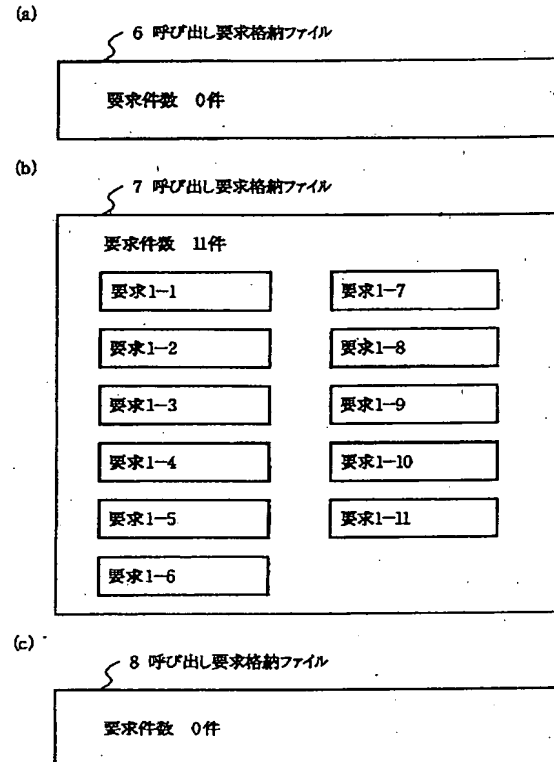 (a)
6 呼び出し要求格納ファイル
要求件数 0件
(b)
7 呼び出し要求格納ファイル
要求件数 11件
要求1-1
要求1-7
要求1-2
要求1-8
要求1-3
要求1-9
要求1-4
要求1-10
要求1-5
要求1-11
要求1-6
(c)
8 呼び出し要求格納ファイル
要求件数 0件